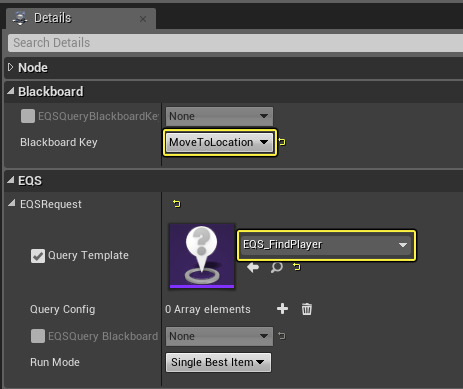 Details
Search Details
Node
Blackboard
EQSQueryBlackboardKe
None
Blackboard Key
MoveToLocation
EQS
EQSRequest
Query Template
EQS_FindPlayer
Query Config
0 Array elements
EQSQuery Blackboard
None
Run Mode
Single Best Item